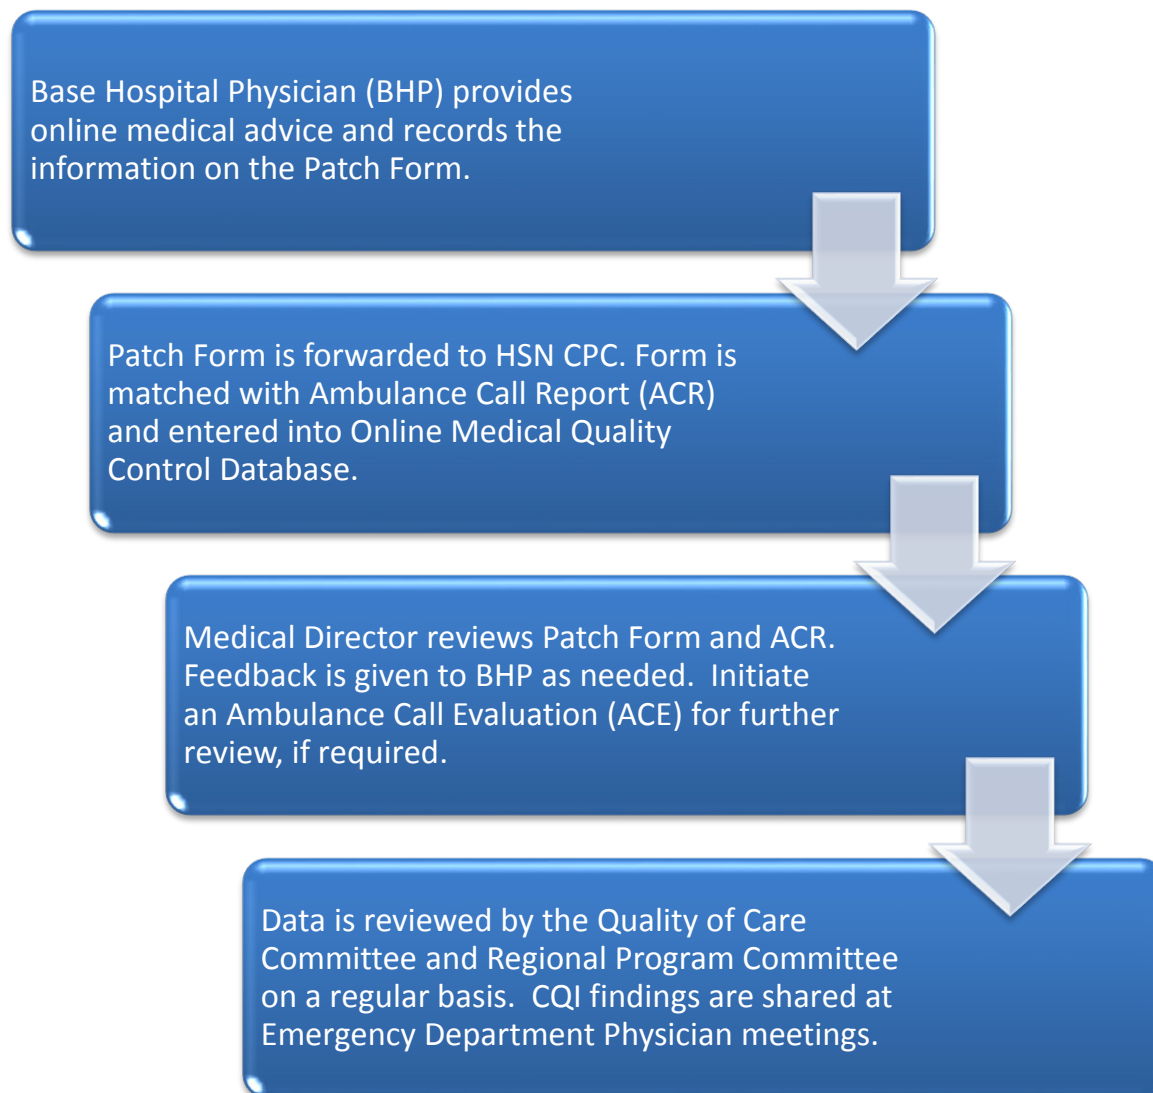 Base Hospital Physician (BHP) provides
online medical advice and records the
information on the Patch Form.
Patch Form is forwarded to HSN CPC. Form is
matched with Ambulance Call Report (ACR)
and entered into Online Medical Quality
Control Database.
Medical Director reviews Patch Form and ACR.
Feedback is given to BHP as needed.  Initiate
an Ambulance Call Evaluation (ACE) for further
review, if required.
Data is reviewed by the Quality of Care
Committee and Regional Program Committee
on a regular basis.  CQI findings are shared at
Emergency Department Physician meetings.